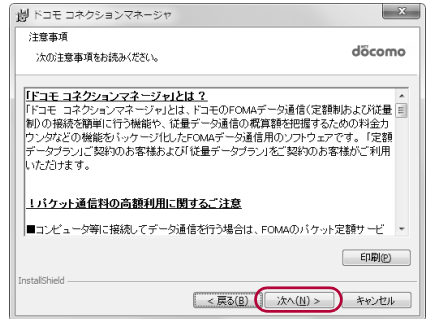 ドコモ コネクションマネージャ
注意事項
次の注意事項をお読みください。
döcomo
「ドコモ コネクションマネージャ」とは？
「ドコモ コネクションマネージャ」とは、ドコモのFOMAデータ通信(定額制および従量
制)の接続を簡単に行う機能や、従量データ通信の概算額を把握するための料金カ
ウンタなどの機能をパッケージ化したFOMAデータ通信用のソフトウェアです。「定額
データプラン」ご契約のお客様および「従量データプラン」をご契約のお客様がご利用
いただけます。
！パケット通信料の高額利用に関するご注意
■コンピュータ等に接続してデータ通信を行う場合は、FOMAのパケット定額サービ
印刷(P)
InstallShield
< 戻る(B)
次へ(N) >
キャンセル